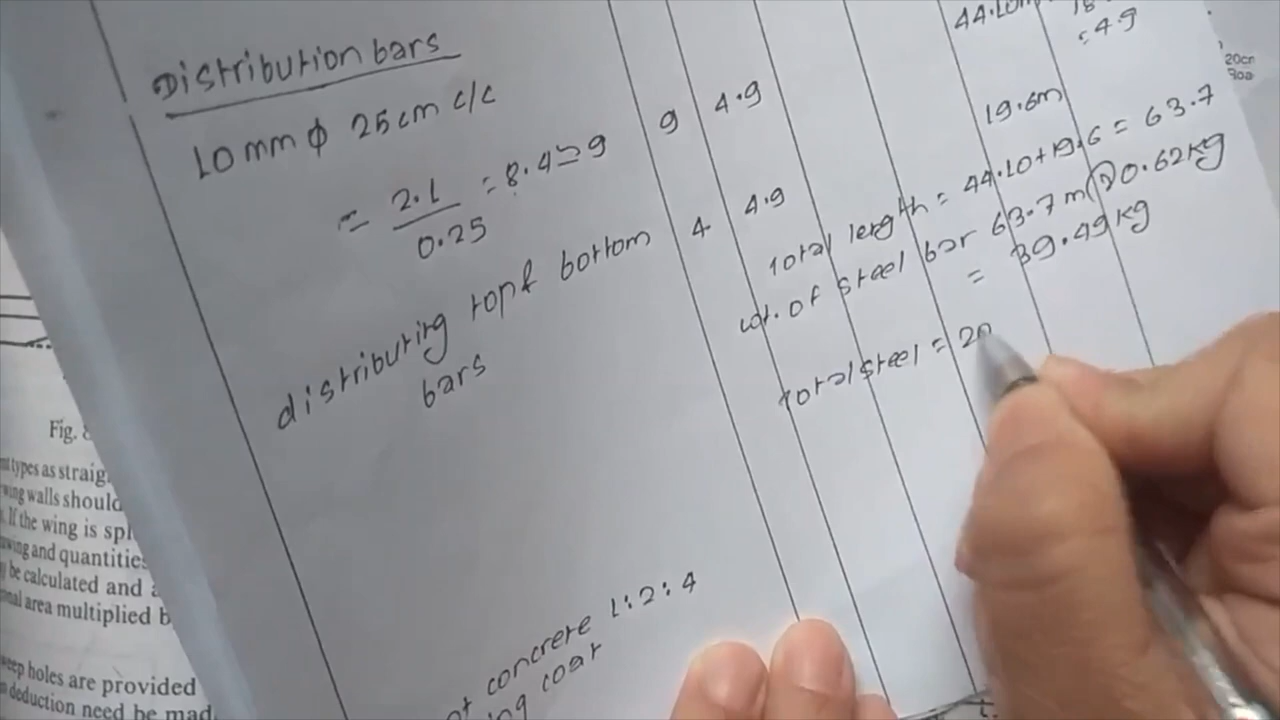 Distribution bars
10 mm ϕ 25 cm c/c
= 2.1 / 0.25 = 8.4 ≃ 9 9 4.9
distributing top & bottom 4 4.9
bars
44.10m
= 4.9
19.6m
total length = 44.10 + 19.6 = 63.7
wt. of steel bar 63.7 m @ 0.62 kg
= 39.49 kg
total steel = 20
concrete 1:2:4
coat
20cm
Fig.
types as straig
wing walls should
. If the wing is spl
and quantities
be calculated and a
area multiplied b
holes are provided
deduction need be mad